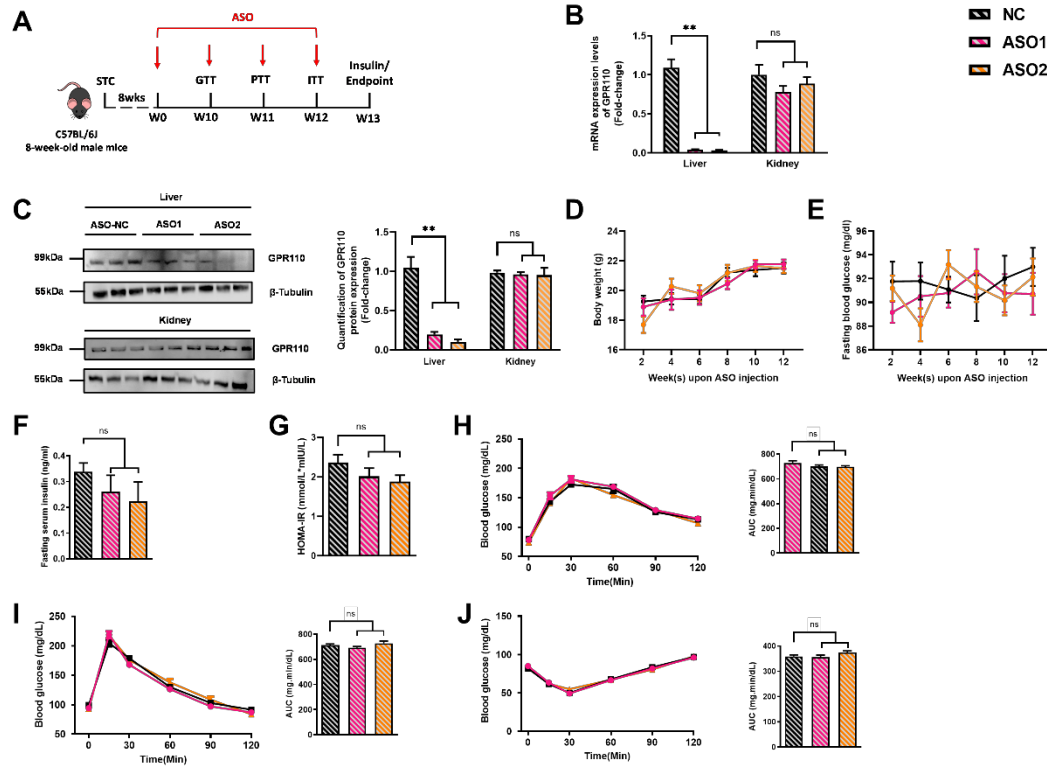 A
ASO
STC
8wks
GTT
PTT
ITT
Insulin/
Endpoint
W0
W10
W11
W12
W13
C57BL/6J
8-week-old male mice
B
mRNA expression levels
of GPR110
(Fold-change)
1.5
1.0
0.5
0.0
**
ns
Liver
Kidney
NC
ASO1
ASO2
C
Liver
ASO-NC
ASO1
ASO2
99kDa
GPR110
55kDa
β-Tubulin
Kidney
99kDa
GPR110
55kDa
β-Tubulin
Quantification of GPR110
protein expression
(Fold-change)
1.5
1.0
0.5
0.0
**
ns
Liver
Kidney
D
Body weight (g)
24
22
20
18
16
2
4
6
8
10
12
Week(s) upon ASO injection
E
Fasting blood glucose (mg/dl)
96
94
92
90
88
86
2
4
6
8
10
12
Week(s) upon ASO injection
F
Fasting serum insulin (ng/ml)
0.4
0.3
0.2
0.1
0.0
ns
G
HOMA-IR (mmol/L*mIU/L)
3
2
1
0
ns
H
Blood glucose (mg/dL)
250
200
150
100
50
0
30
60
90
120
Time(Min)
AUC (mg.min/dL)
800
600
400
200
0
ns
I
Blood glucose (mg/dL)
250
200
150
100
50
0
30
60
90
120
Time(Min)
AUC (mg.min/dL)
800
600
400
200
0
ns
J
Blood glucose (mg/dL)
200
150
100
50
0
0
30
60
90
120
Time(Min)
AUC (mg.min/dL)
400
300
200
100
0
ns